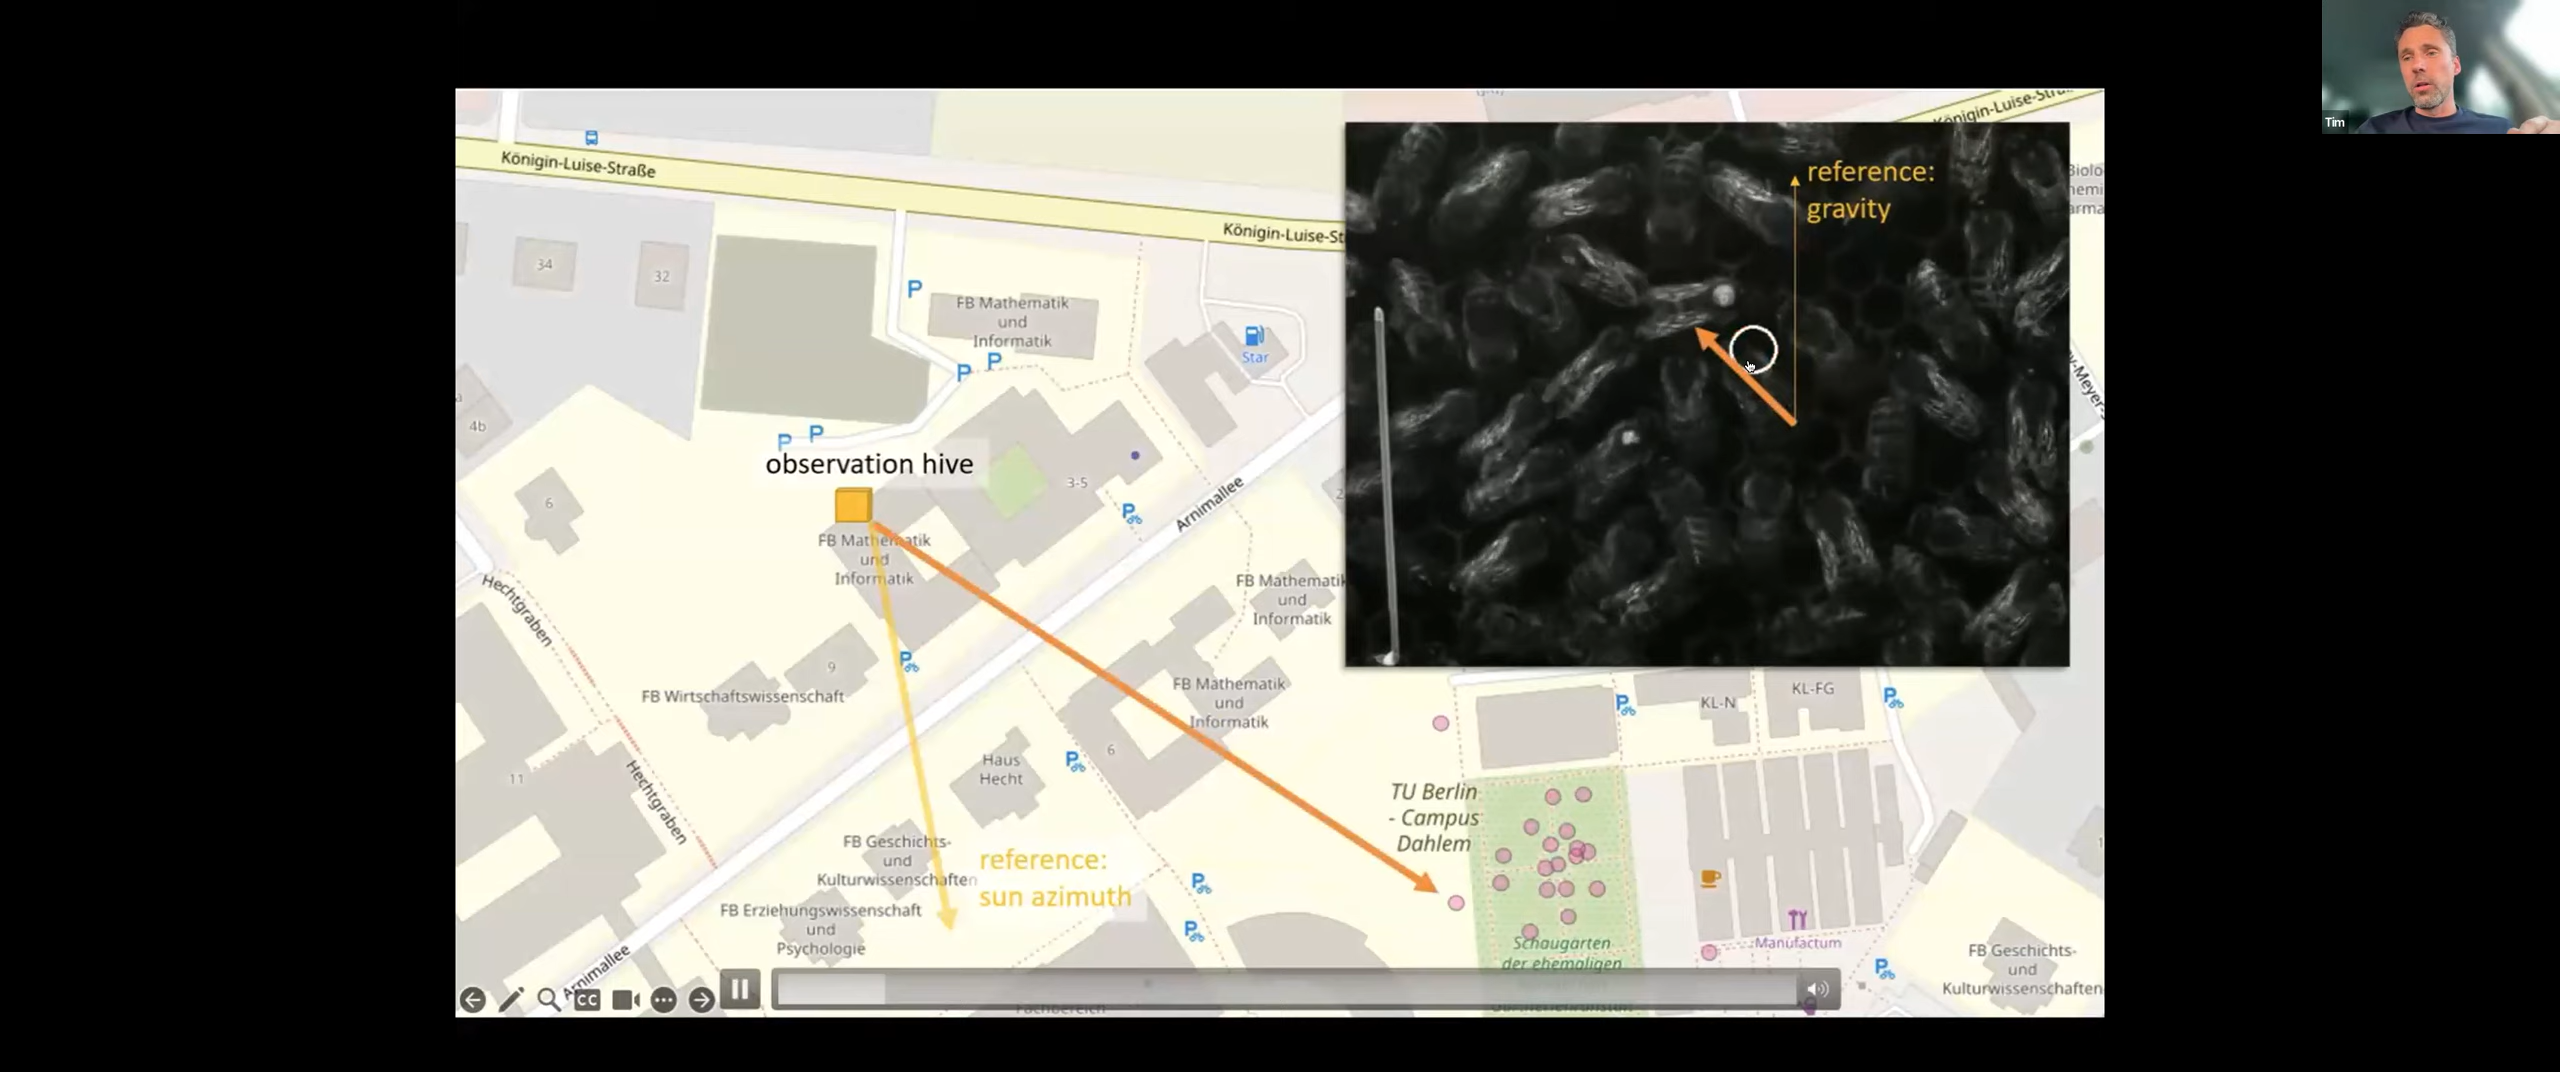 Tim
Königin-Luise-Straße
Königin-Luise-St
34
32
P
FB Mathematik
und
Informatik
Star
P
P
4b
P
P
observation hive
3-5
6
FB Mathematik
und
Informatik
Arnimallee
FB Mathematik
und
Informatik
Hechtgraben
9
FB Wirtschaftswissenschaft
FB Mathematik
und
Informatik
6
Haus
Hecht
11
Hechtgraben
reference:
gravity
KL-N
KL-FG
TU Berlin
- Campus
Dahlem
FB Geschichts-
und
Kulturwissenschaften
reference:
sun azimuth
FB Erziehungswissenschaft
und
Psychologie
Arnimallee
Schaugarten
der ehemaligen
Manufactum
FB Geschichts-
und
Kulturwissenschaften
CC